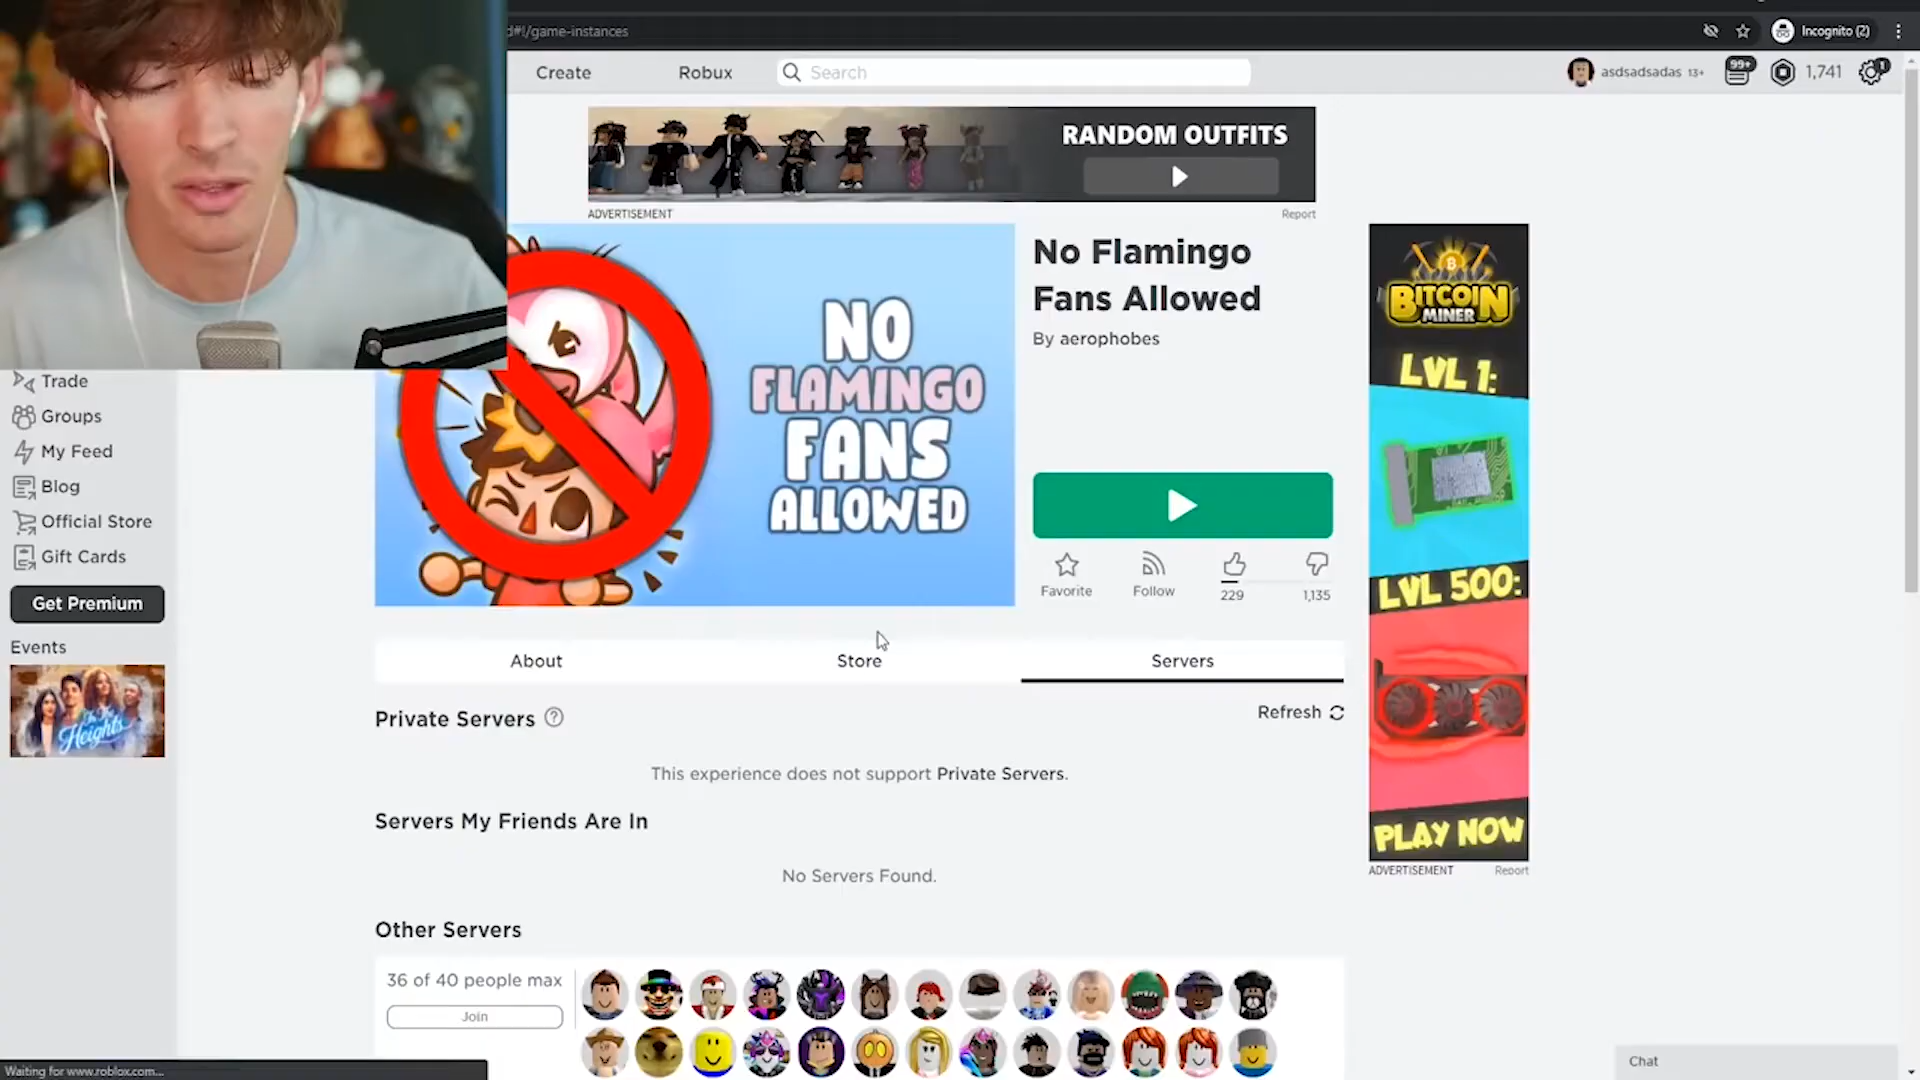 d#!/game-instances
Incognito (2)
Create
Robux
Search
asdsadsadas 13+
99+
1,741
1
RANDOM OUTFITS
ADVERTISEMENT
Report
NO
FLAMINGO
FANS
ALLOWED
No Flamingo
Fans Allowed
By aerophobes
Favorite
Follow
229
1,135
BITCOIN
MINER
LVL 1:
LVL 500:
PLAY NOW
ADVERTISEMENT
Report
Trade
Groups
My Feed
Blog
Official Store
Gift Cards
Get Premium
Events
In The
Heights
About
Store
Servers
Private Servers
Refresh
This experience does not support Private Servers.
Servers My Friends Are In
No Servers Found.
Other Servers
36 of 40 people max
Join
Chat
Waiting for www.roblox.com...